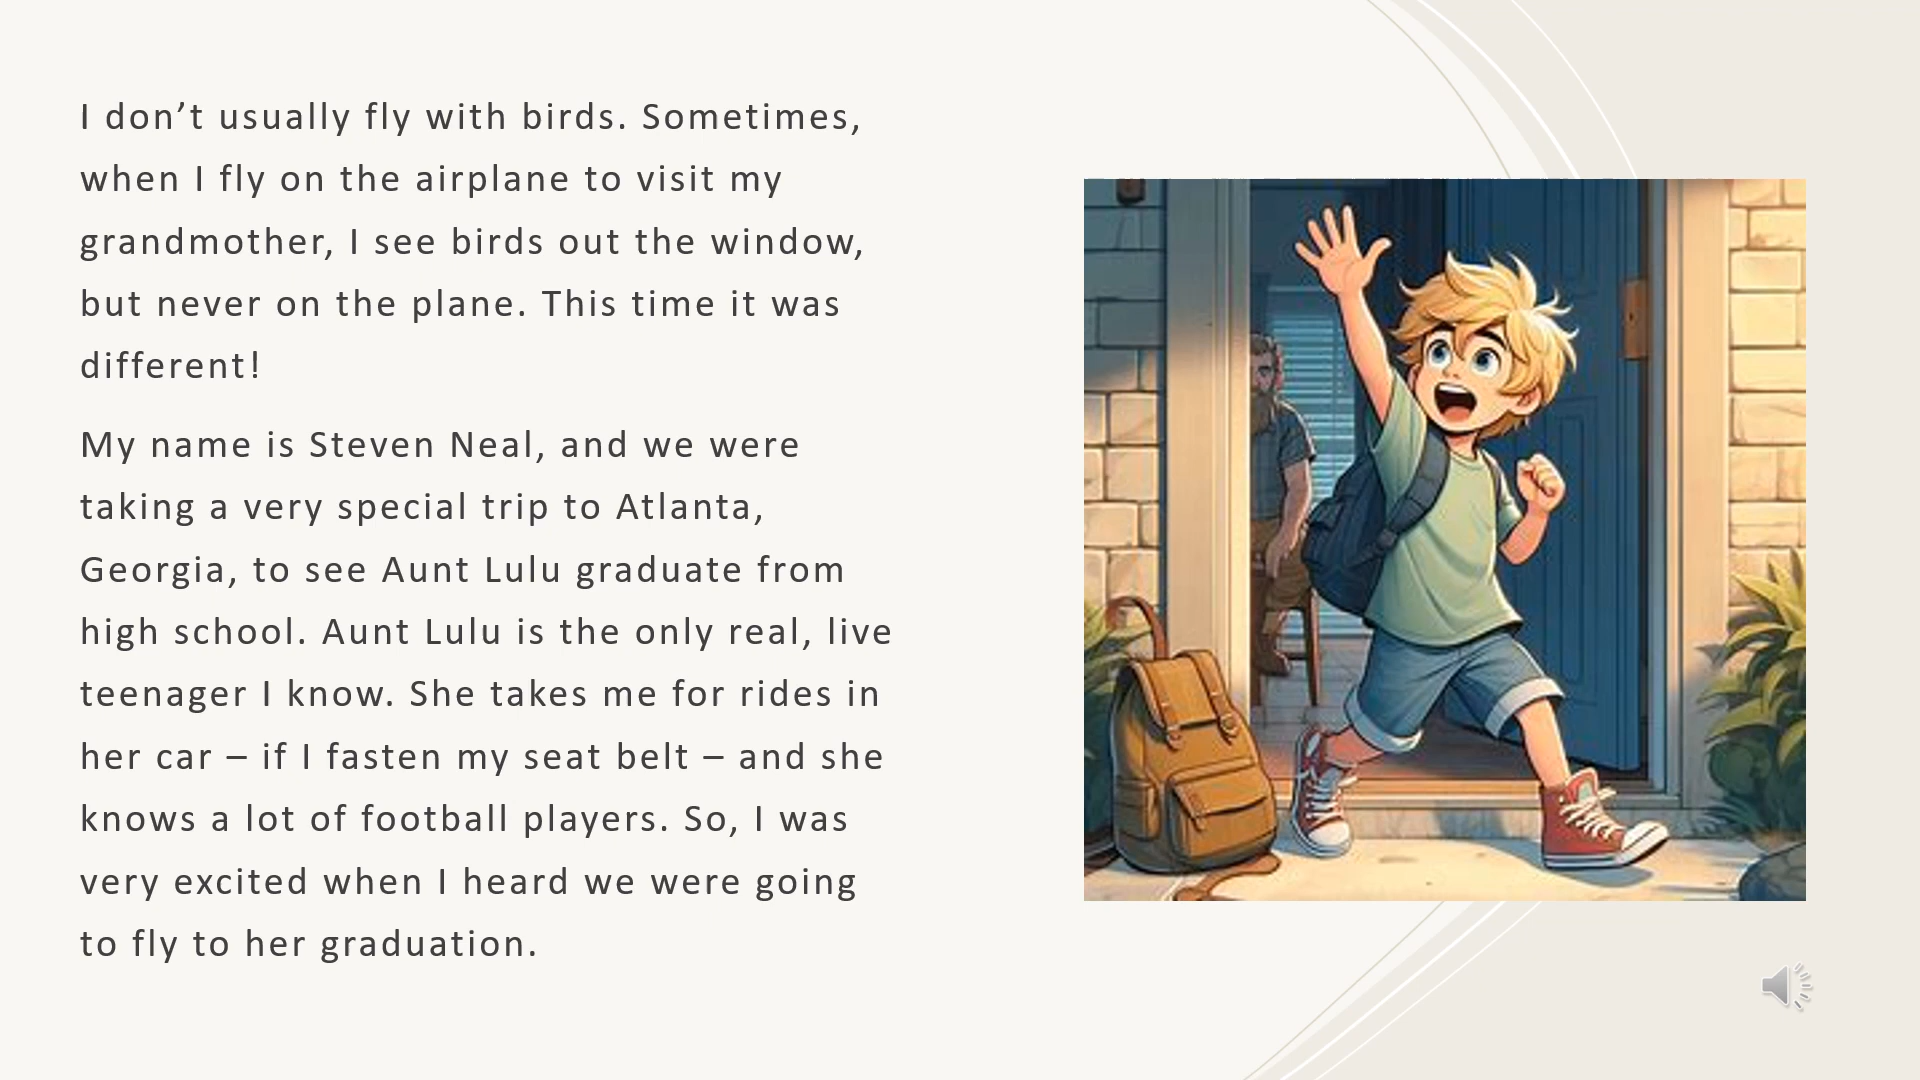 I don’t usually fly with birds. Sometimes,
when I fly on the airplane to visit my
grandmother, I see birds out the window,
but never on the plane. This time it was
different!
My name is Steven Neal, and we were
taking a very special trip to Atlanta,
Georgia, to see Aunt Lulu graduate from
high school. Aunt Lulu is the only real, live
teenager I know. She takes me for rides in
her car – if I fasten my seat belt – and she
knows a lot of football players. So, I was
very excited when I heard we were going
to fly to her graduation.